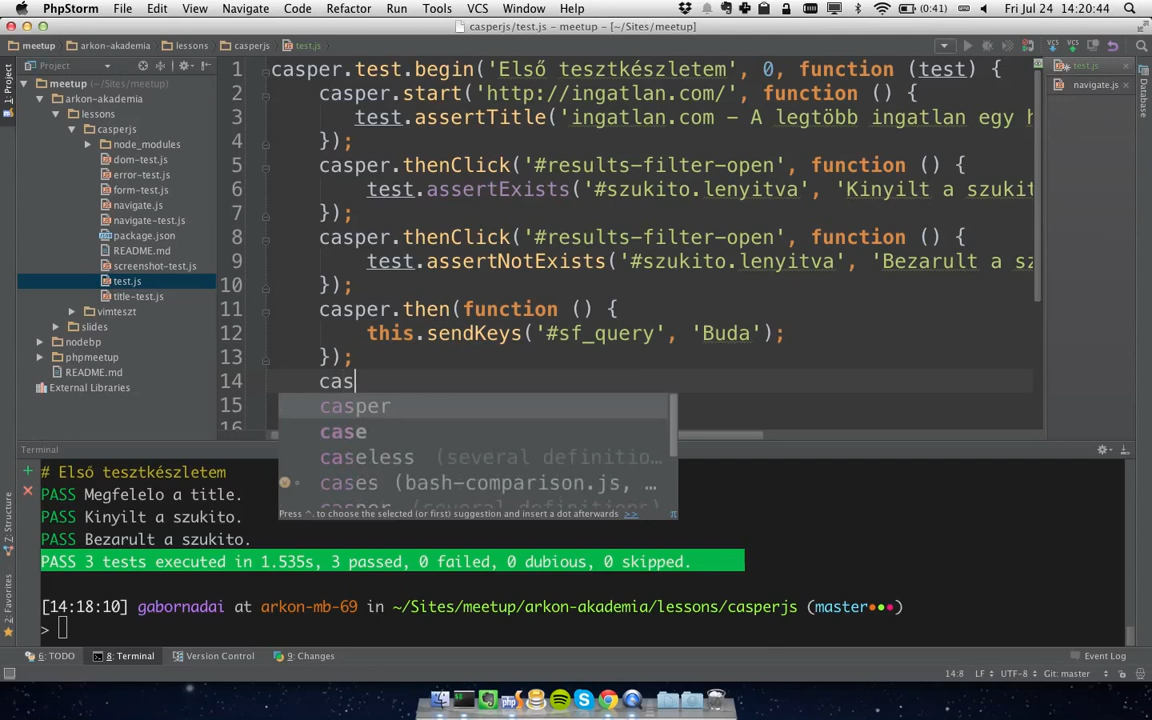 PhpStorm File Edit View Navigate Code Refactor Run Tools VCS Window Help (0:41) Fri Jul 24 14:20:44
casperjs/test.js - meetup - [~/Sites/meetup]
meetup arkon-akademia lessons casperjs test.js
Project
test.js
navigate.js
1: Project
Database
meetup (~/Sites/meetup)
arkon-akademia
lessons
casperjs
node_modules
dom-test.js
error-test.js
form-test.js
navigate.js
navigate-test.js
package.json
README.md
screenshot-test.js
test.js
title-test.js
vimteszt
slides
nodebp
phpmeetup
README.md
External Libraries
1 casper.test.begin('Első tesztkészletem', 0, function (test) {
2 casper.start('http://ingatlan.com/', function () {
3 test.assertTitle('ingatlan.com – A legtöbb ingatlan egy h
4 });
5 casper.thenClick('#results-filter-open', function () {
6 test.assertExists('#szukito.lenyitva', 'Kinyilt a szukit
7 });
8 casper.thenClick('#results-filter-open', function () {
9 test.assertNotExists('#szukito.lenyitva', 'Bezarult a sz
10 });
11 casper.then(function () {
12 this.sendKeys('#sf_query', 'Buda');
13 });
14 cas
15
16
casper
case
caseless (several definitio…
cases (bash-comparison.js, …
casper (several definitions)
Press ^. to choose the selected (or first) suggestion and insert a dot afterwards >> π
Terminal
# Első tesztkészletem
PASS Megfelelo a title.
PASS Kinyilt a szukito.
PASS Bezarult a szukito.
PASS 3 tests executed in 1.535s, 3 passed, 0 failed, 0 dubious, 0 skipped.
[14:18:10] gabornadai at arkon-mb-69 in ~/Sites/meetup/arkon-akademia/lessons/casperjs (master•••)
>
7: Structure
2: Favorites
6: TODO 8: Terminal Version Control 9: Changes Event Log
14:8 LF UTF-8 Git: master